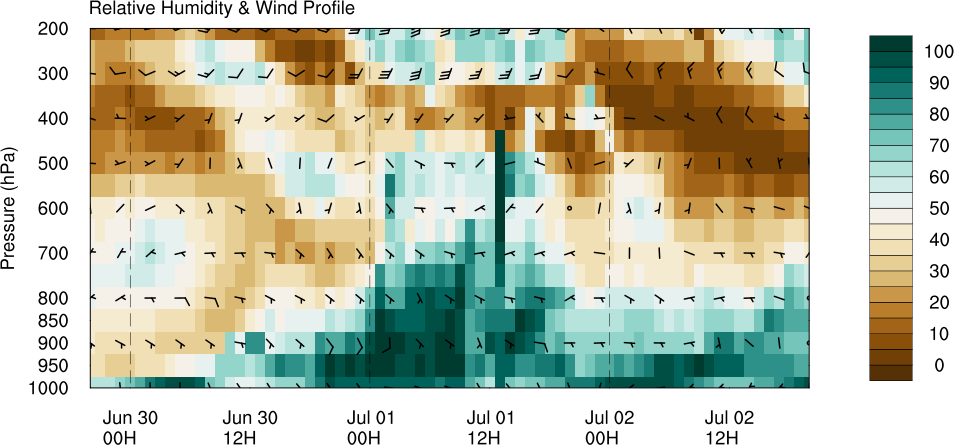 Relative Humidity & Wind Profile
Pressure (hPa)
200
300
400
500
600
700
800
850
900
950
1000
Jun 30
00H
Jun 30
12H
Jul 01
00H
Jul 01
12H
Jul 02
00H
Jul 02
12H
100
90
80
70
60
50
40
30
20
10
0